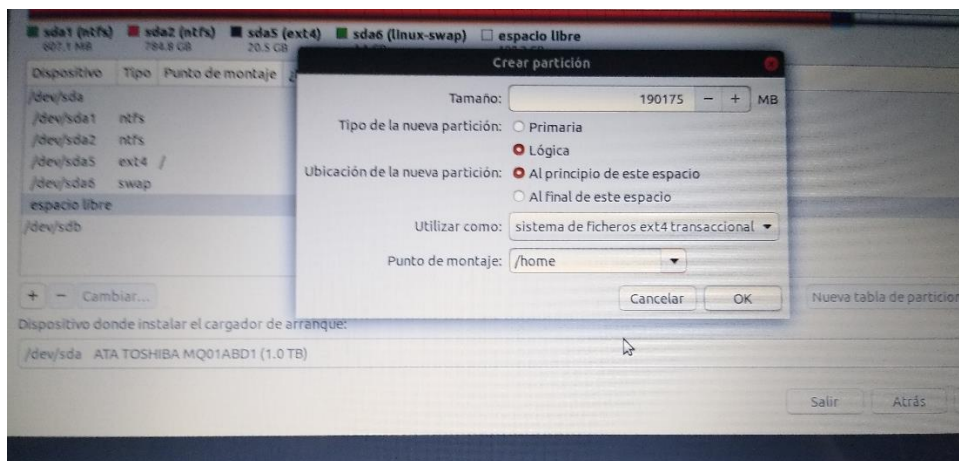 sda1 (ntfs) sda2 (ntfs) sda5 (ext4) sda6 (linux-swap) espacio libre
607.1 MB 784.8 GB 20.5 GB
Crear partición
Dispositivo Tipo Punto de montaje
Tamaño: 190175 − + MB
/dev/sda
Tipo de la nueva partición: Primaria
/dev/sda1 ntfs
Lógica
/dev/sda2 ntfs
Ubicación de la nueva partición: Al principio de este espacio
/dev/sda5 ext4 /
Al final de este espacio
/dev/sda6 swap
espacio libre
/dev/sdb
Utilizar como: sistema de ficheros ext4 transaccional
Punto de montaje: /home
Cancelar OK
+ − Cambiar... Nueva tabla de particion
Dispositivo donde instalar el cargador de arranque:
/dev/sda ATA TOSHIBA MQ01ABD1 (1.0 TB)
Salir Atrás